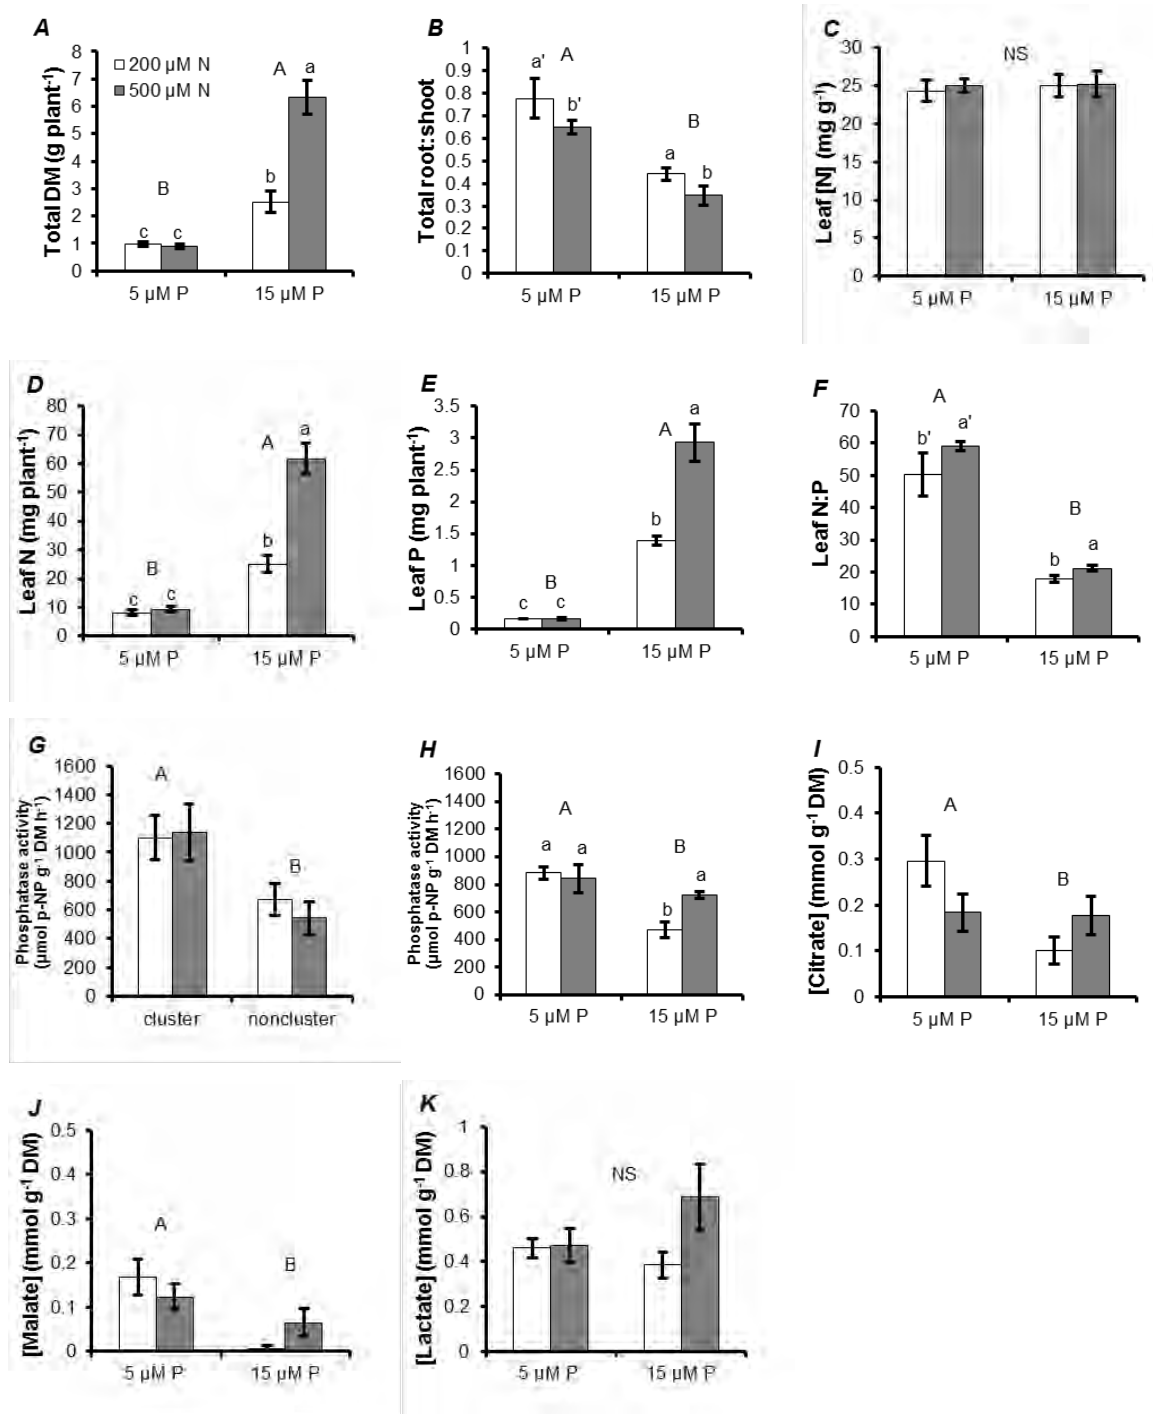 A
Total DM (g plant⁻¹)
8
7
6
5
4
3
2
1
0
200 µM N
500 µM N
A
a
b
B
c
c
5 µM P
15 µM P
B
Total root:shoot
1
0.9
0.8
0.7
0.6
0.5
0.4
0.3
0.2
0.1
0
a'
A
b'
B
a
b
5 µM P
15 µM P
C
Leaf [N] (mg g⁻¹)
30
25
20
15
10
5
0
NS
5 µM P
15 µM P
D
Leaf N (mg plant⁻¹)
80
70
60
50
40
30
20
10
0
A
a
b
B
c
c
5 µM P
15 µM P
E
Leaf P (mg plant⁻¹)
3.5
3
2.5
2
1.5
1
0.5
0
A
a
b
B
c
c
5 µM P
15 µM P
F
Leaf N:P
70
60
50
40
30
20
10
0
A
b'
a'
B
b
a
5 µM P
15 µM P
G
Phosphatase activity
(µmol p-NP g⁻¹ DM h⁻¹)
1600
1400
1200
1000
800
600
400
200
0
A
B
cluster
noncluster
H
Phosphatase activity
(µmol p-NP g⁻¹ DM h⁻¹)
1600
1400
1200
1000
800
600
400
200
0
A
a
a
B
b
a
5 µM P
15 µM P
I
[Citrate] (mmol g⁻¹ DM)
0.5
0.4
0.3
0.2
0.1
0
A
B
5 µM P
15 µM P
J
[Malate] (mmol g⁻¹ DM)
0.5
0.4
0.3
0.2
0.1
0
A
B
5 µM P
15 µM P
K
[Lactate] (mmol g⁻¹ DM)
1
0.8
0.6
0.4
0.2
0
NS
5 µM P
15 µM P